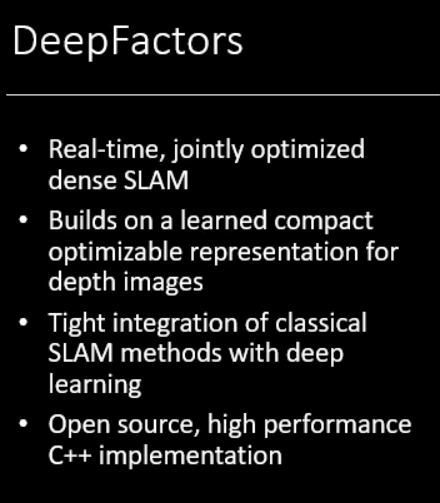 DeepFactors
• Real-time, jointly optimized
dense SLAM
• Builds on a learned compact
optimizable representation for
depth images
• Tight integration of classical
SLAM methods with deep
learning
• Open source, high performance
C++ implementation